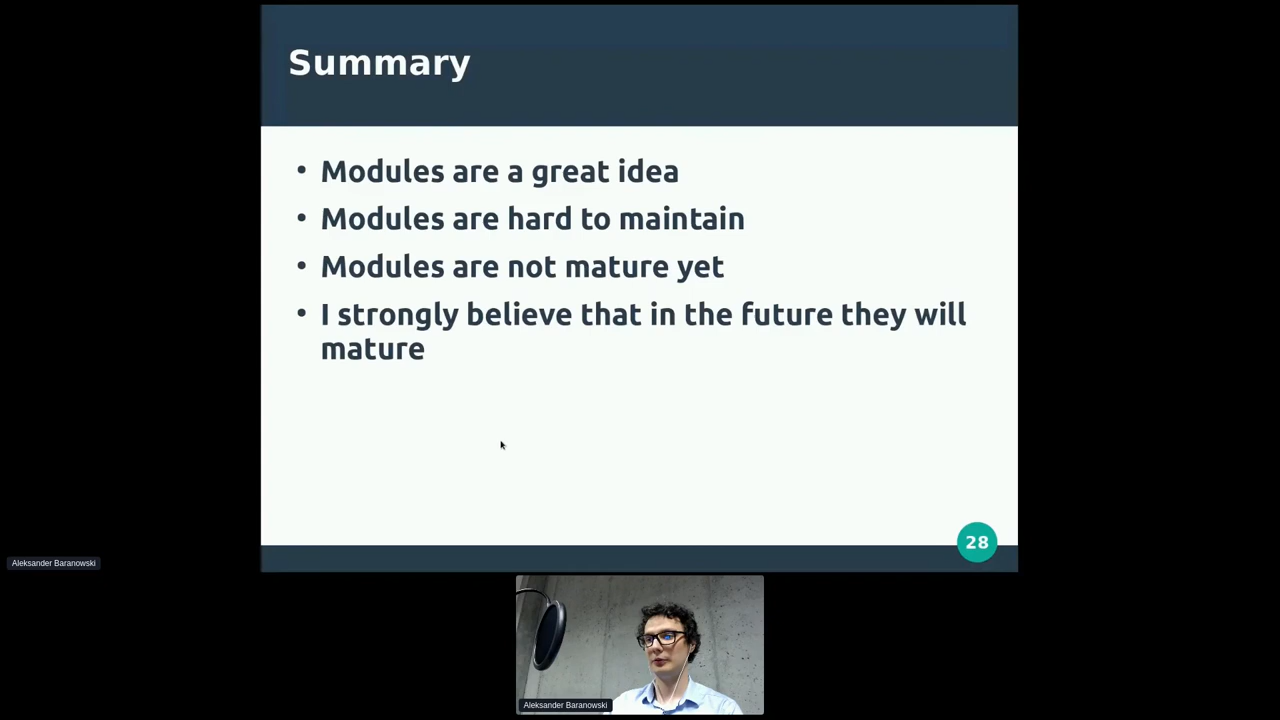 Summary
• Modules are a great idea
• Modules are hard to maintain
• Modules are not mature yet
• I strongly believe that in the future they will
mature
28
Aleksander Baranowski
Aleksander Baranowski